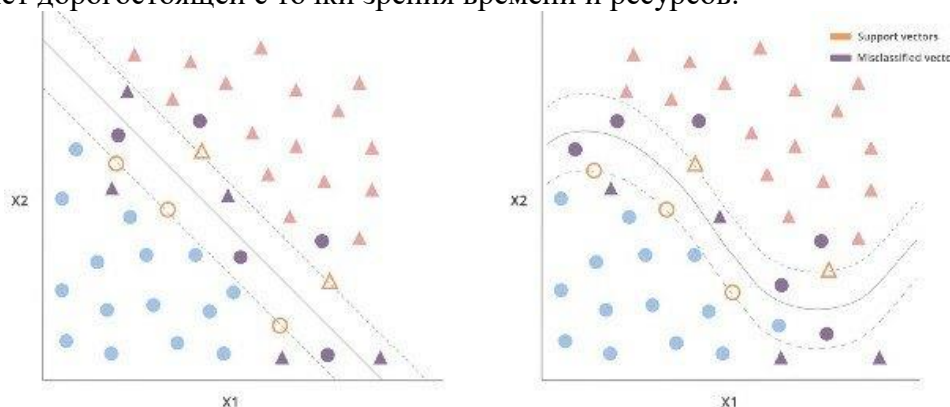 ет дорогостоящей с точки зрения времени и ресурсов.
Support vectors
Misclassified vecto
X2
X2
X1
X1